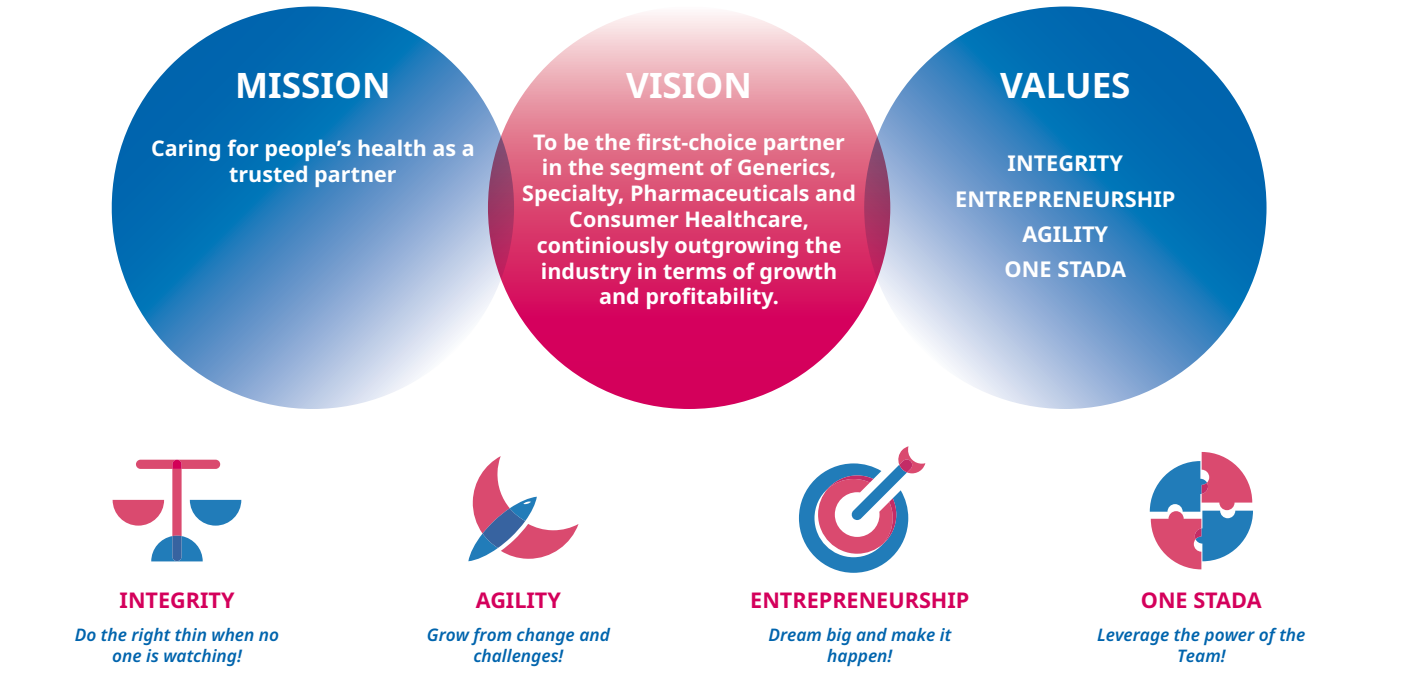 MISSION
Caring for people’s health as a
trusted partner
VISION
To be the first-choice partner
in the segment of Generics,
Specialty, Pharmaceuticals and
Consumer Healthcare,
continiously outgrowing the
industry in terms of growth
and profitability.
VALUES
INTEGRITY
ENTREPRENEURSHIP
AGILITY
ONE STADA
INTEGRITY
Do the right thin when no
one is watching!
AGILITY
Grow from change and
challenges!
ENTREPRENEURSHIP
Dream big and make it
happen!
ONE STADA
Leverage the power of the
Team!